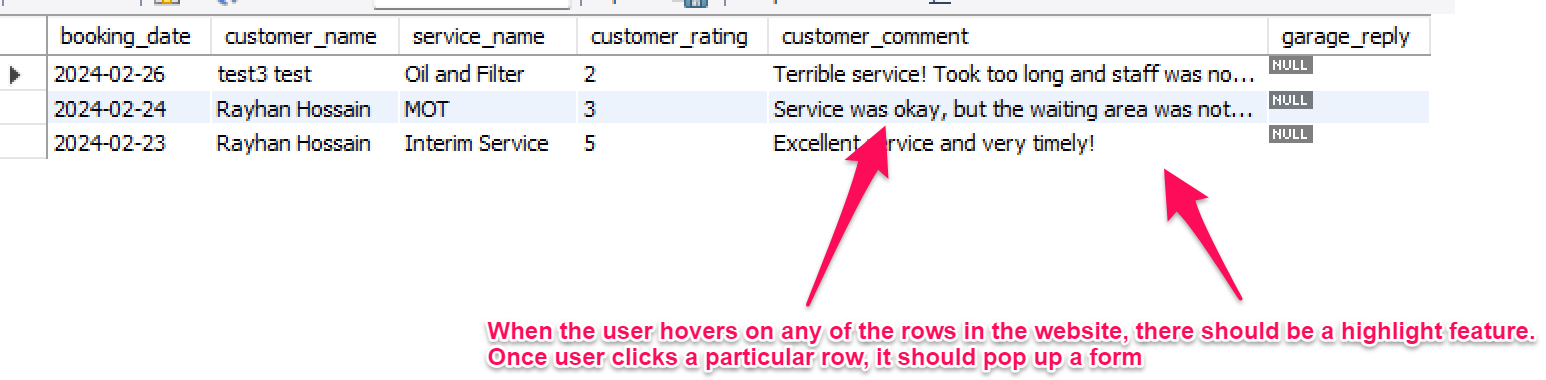 booking_date customer_name service_name customer_rating customer_comment garage_reply
2024-02-26 test3 test Oil and Filter 2 Terrible service! Took too long and staff was no... NULL
2024-02-24 Rayhan Hossain MOT 3 Service was okay, but the waiting area was not... NULL
2024-02-23 Rayhan Hossain Interim Service 5 Excellent service and very timely! NULL
When the user hovers on any of the rows in the website, there should be a highlight feature.
Once user clicks a particular row, it should pop up a form